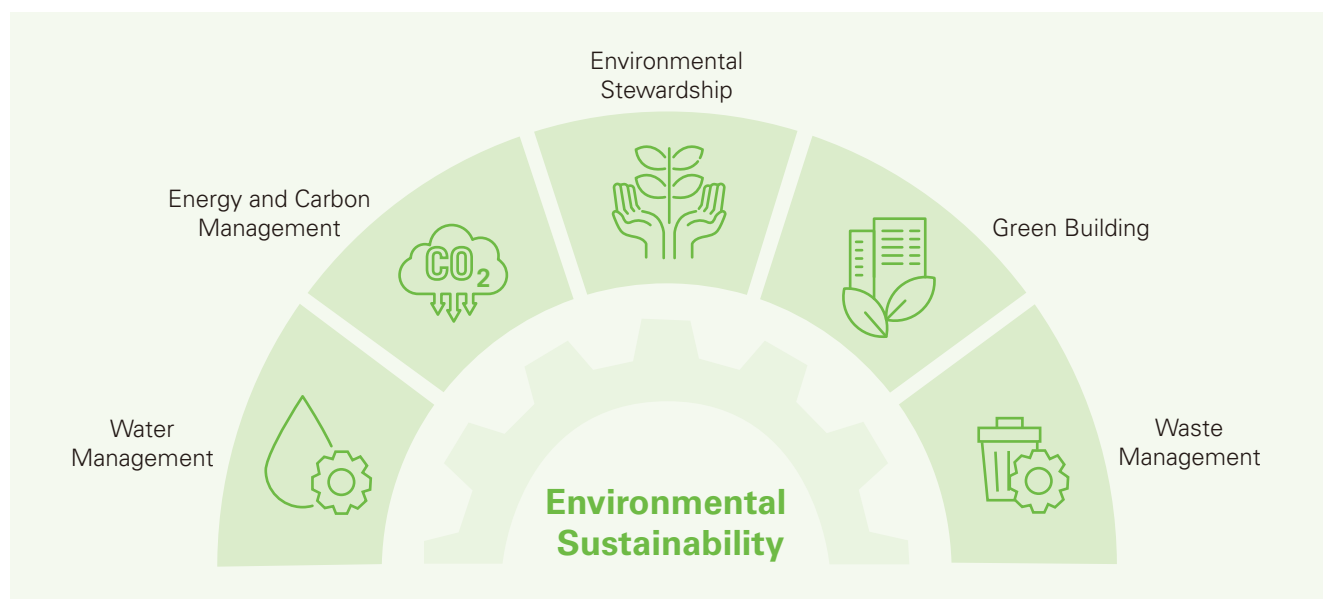 Environmental
Stewardship
Energy and Carbon
Management
Green Building
CO2
Water
Management
Waste
Management
Environmental
Sustainability